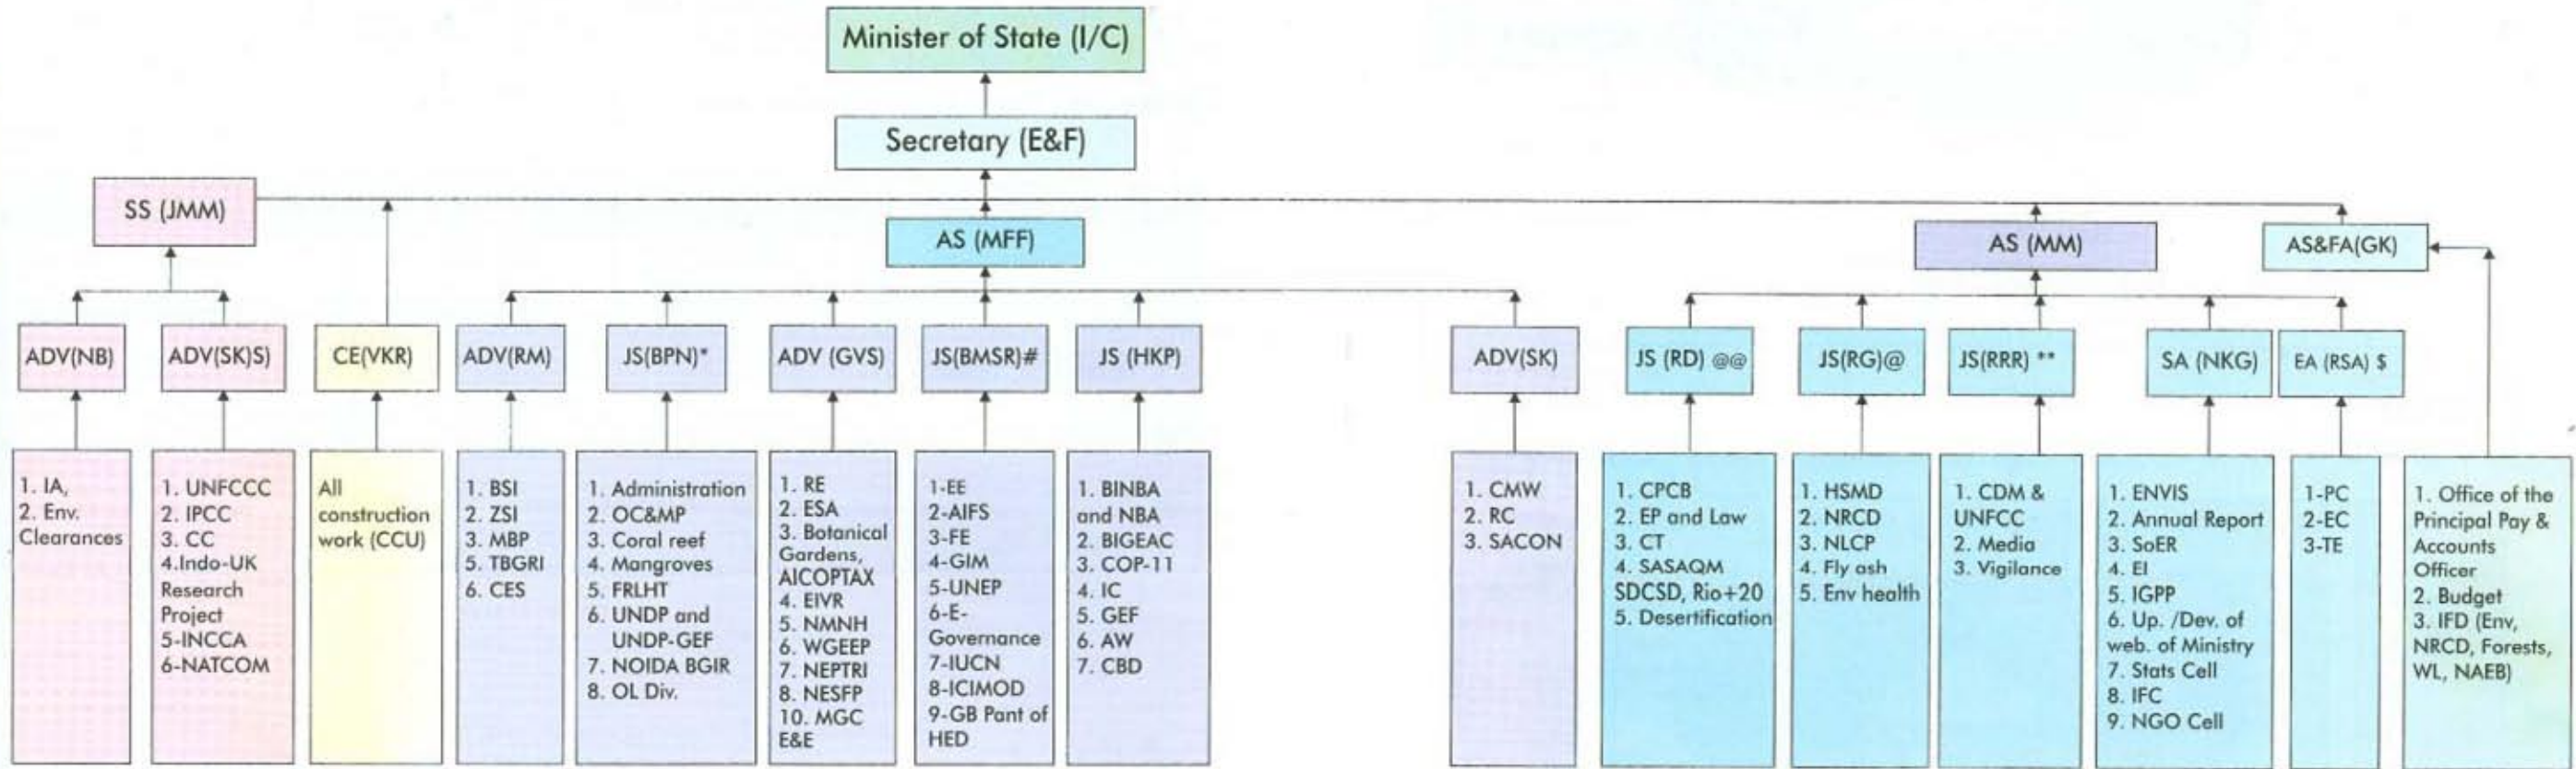 Minister of State (I/C)
Secretary (E&F)
SS (JMM)
AS (MFF)
AS (MM)
AS&FA(GK)
ADV(NB)
ADV(SK)S)
CE(VKR)
ADV(RM)
JS(BPN)*
ADV (GVS)
JS(BMSR)#
JS (HKP)
ADV(SK)
JS (RD) @@
JS(RG)@
JS(RRR) **
SA (NKG)
EA (RSA) $
1. IA,
2. Env.
Clearances
1. UNFCCC
2. IPCC
3. CC
4.Indo-UK
Research
Project
5-INCCA
6-NATCOM
All
construction
work (CCU)
1. BSI
2. ZSI
3. MBP
5. TBGRI
6. CES
1. Administration
2. OC&MP
3. Coral reef
4. Mangroves
5. FRLHT
6. UNDP and
UNDP-GEF
7. NOIDA BGIR
8. OL Div.
1. RE
2. ESA
3. Botanical
Gardens,
AICOPTAX
4. EIVR
5. NMNH
6. WGEEP
7. NEPTRI
8. NESFP
10. MGC
E&E
1-EE
2-AIFS
3-FE
4-GIM
5-UNEP
6-E-
Governance
7-IUCN
8-ICIMOD
9-GB Pant of
HED
1. BINBA
and NBA
2. BIGEAC
3. COP-11
4. IC
5. GEF
6. AW
7. CBD
1. CMW
2. RC
3. SACON
1. CPCB
2. EP and Law
3. CT
4. SASAQM
SDCSD, Rio+20
5. Desertification
1. HSMD
2. NRCD
3. NLCP
4. Fly ash
5. Env health
1. CDM &
UNFCC
2. Media
3. Vigilance
1. ENVIS
2. Annual Report
3. SoER
4. EI
5. IGPP
6. Up. /Dev. of
web. of Ministry
7. Stats Cell
8. IFC
9. NGO Cell
1-PC
2-EC
3-TE
1. Office of the
Principal Pay &
Accounts
Officer
2. Budget
3. IFD (Env,
NRCD, Forests,
WL, NAEB)